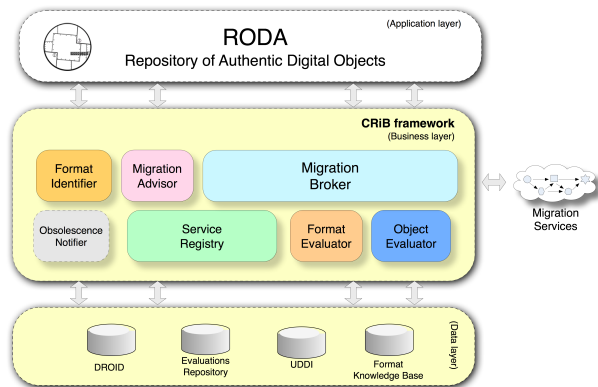 (Application layer)
RODA
Repository of Authentic Digital Objects
CRiB framework
(Business layer)
Format
Identifier
Migration
Advisor
Migration
Broker
Obsolescence
Notifier
Service
Registry
Format
Evaluator
Object
Evaluator
Migration
Services
DROID
Evaluations
Repository
UDDI
Format
Knowledge Base
(Data layer)